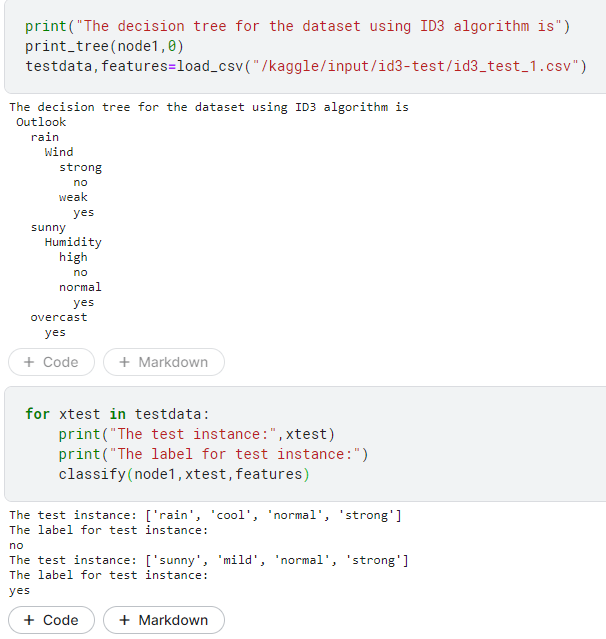 print("The decision tree for the dataset using ID3 algorithm is")
print_tree(node1,0)
testdata,features=load_csv("/kaggle/input/id3-test/id3_test_1.csv")
The decision tree for the dataset using ID3 algorithm is
Outlook
rain
Wind
strong
no
weak
yes
sunny
Humidity
high
no
normal
yes
overcast
yes
+ Code + Markdown
for xtest in testdata:
print("The test instance:",xtest)
print("The label for test instance:")
classify(node1,xtest,features)
The test instance: ['rain', 'cool', 'normal', 'strong']
The label for test instance:
no
The test instance: ['sunny', 'mild', 'normal', 'strong']
The label for test instance:
yes
+ Code + Markdown